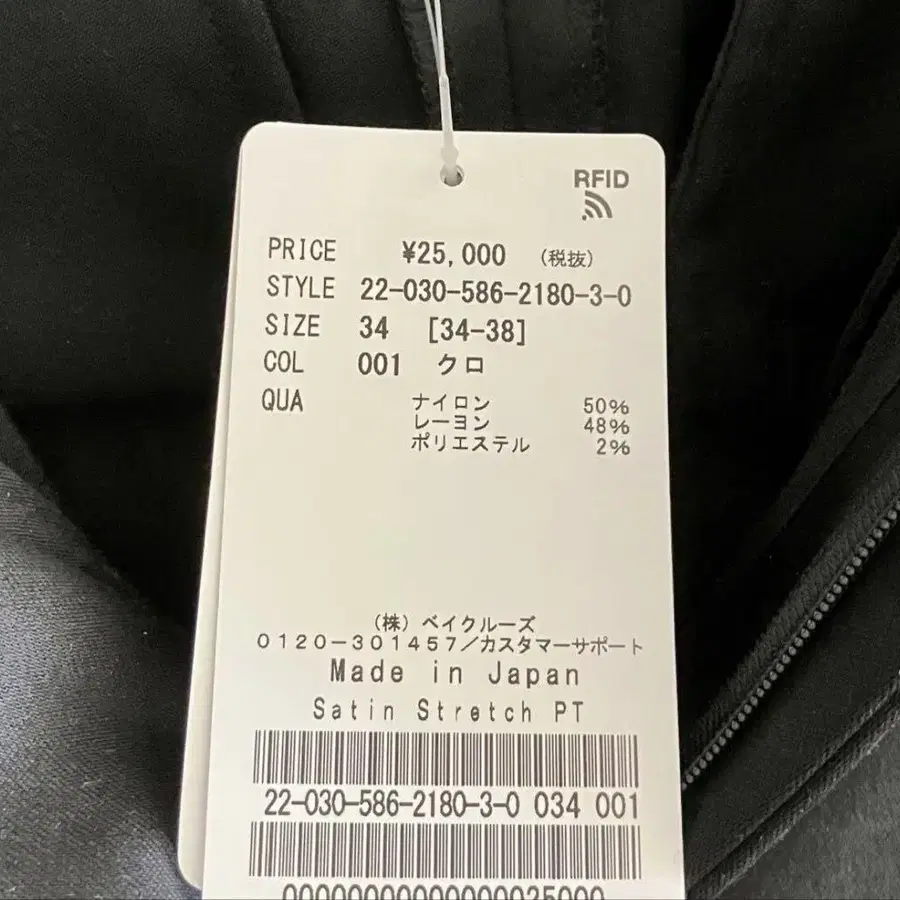 RFID
PRICE ¥25,000 (税抜)
STYLE 22-030-586-2180-3-0
SIZE 34 [34-38]
COL 001 クロ
QUA ナイロン 50%
レーヨン 48%
ポリエステル 2%
(株)ベイクルーズ
0120-301457/カスタマーサポート
Made in Japan
Satin Stretch PT
22-030-586-2180-3-0 034 001